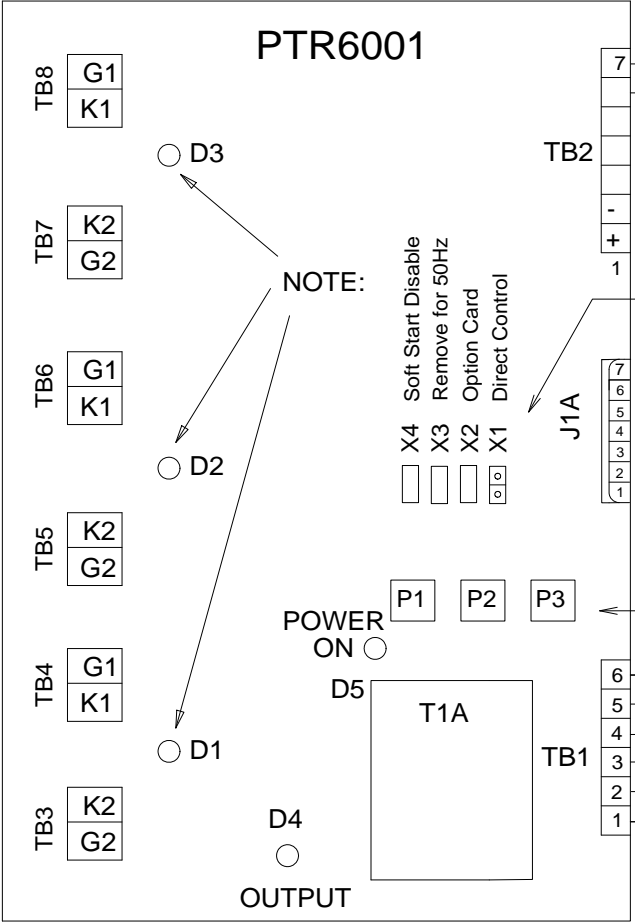 PTR6001
TB8
G1
K1
D3
TB7
K2
G2
NOTE:
TB6
G1
K1
D2
TB5
K2
G2
TB4
G1
K1
D1
TB3
K2
G2
X4 Soft Start Disable
X3 Remove for 50Hz
X2 Option Card
X1 Direct Control
TB2
7
-
+
1
J1A
7
6
5
4
3
2
1
P1
P2
P3
POWER
ON
D5
T1A
TB1
6
5
4
3
2
1
D4
OUTPUT